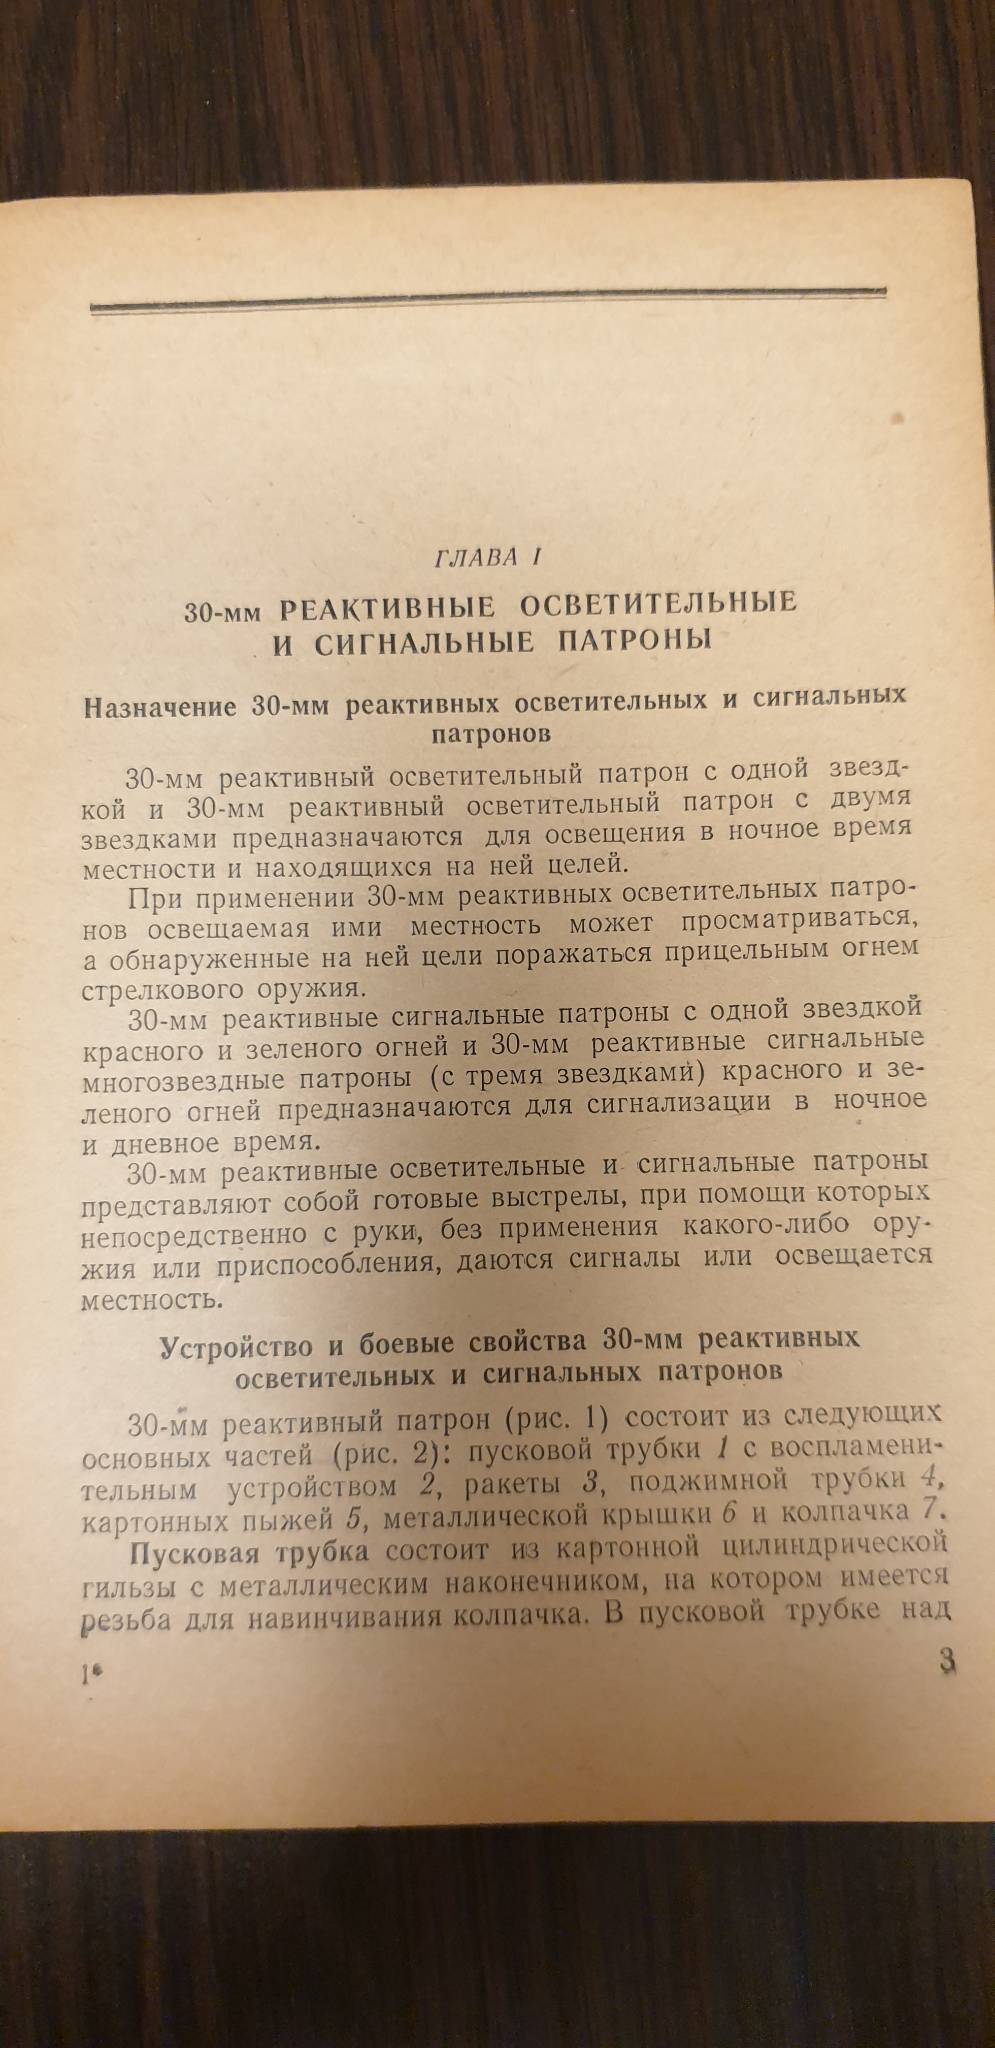 ГЛАВА I
30-мм РЕАКТИВНЫЕ ОСВЕТИТЕЛЬНЫЕ
И СИГНАЛЬНЫЕ ПАТРОНЫ
Назначение 30-мм реактивных осветительных и сигнальных
патронов
30-мм реактивный осветительный патрон с одной звезд-
кой и 30-мм реактивный осветительный патрон с двумя
звездками предназначаются для освещения в ночное время
местности и находящихся на ней целей.
При применении 30-мм реактивных осветительных патро-
нов освещаемая ими местность может просматриваться,
а обнаруженные на ней цели поражаться прицельным огнем
стрелкового оружия.
30-мм реактивные сигнальные патроны с одной звездкой
красного и зеленого огней и 30-мм реактивные сигнальные
многозвездные патроны (с тремя звездками) красного и зе-
леного огней предназначаются для сигнализации в ночное
и дневное время.
30-мм реактивные осветительные и сигнальные патроны
представляют собой готовые выстрелы, при помощи которых
непосредственно с руки, без применения какого-либо ору-
жия или приспособления, даются сигналы или освещается
местность.
Устройство и боевые свойства 30-мм реактивных
осветительных и сигнальных патронов
30-мм реактивный патрон (рис. 1) состоит из следующих
основных частей (рис. 2): пусковой трубки 1 с воспламени-
тельным устройством 2, ракеты 3, поджимной трубки 4,
картонных пыжей 5, металлической крышки 6 и колпачка 7.
Пусковая трубка состоит из картонной цилиндрической
гильзы с металлическим наконечником, на котором имеется
резьба для навинчивания колпачка. В пусковой трубке над
1*
3